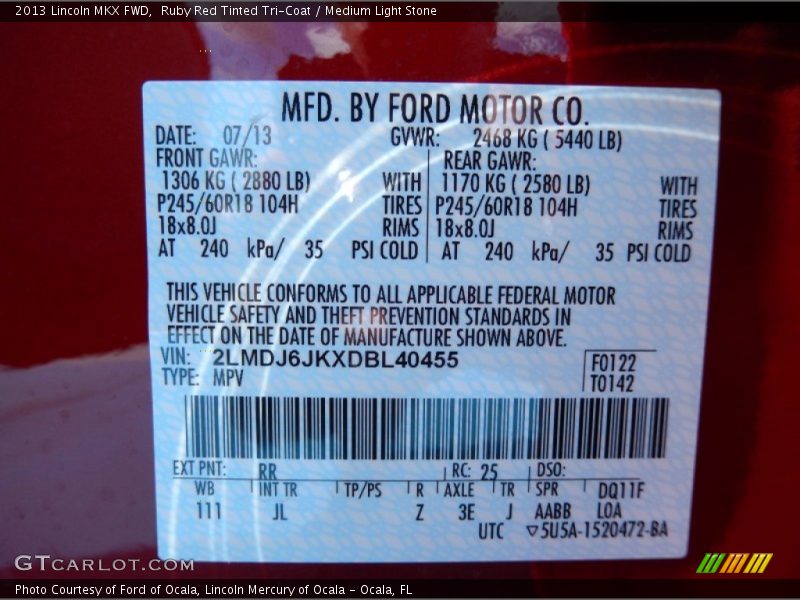 2013 Lincoln MKX FWD,  Ruby Red Tinted Tri-Coat / Medium Light Stone
MFD. BY FORD MOTOR CO.
DATE: 07/13 GVWR: 2468 KG ( 5440 LB)
FRONT GAWR: REAR GAWR:
1306 KG ( 2880 LB) WITH 1170 KG ( 2580 LB) WITH
P245/60R18 104H TIRES P245/60R18 104H TIRES
18x8.0J RIMS 18x8.0J RIMS
AT 240 kPa/ 35 PSI COLD AT 240 kPa/ 35 PSI COLD
THIS VEHICLE CONFORMS TO ALL APPLICABLE FEDERAL MOTOR
VEHICLE SAFETY AND THEFT PREVENTION STANDARDS IN
EFFECT ON THE DATE OF MANUFACTURE SHOWN ABOVE.
VIN: 2LMDJ6JKXDBL40455 F0122
TYPE: MPV T0142
EXT PNT: RR RC: 25 DSO:
WB INT TR TP/PS R AXLE TR SPR DQ11F
111 JL Z 3E J AABB LOA
UTC ▽5U5A-1520472-BA
GTCARLOT.COM
Photo Courtesy of Ford of Ocala, Lincoln Mercury of Ocala - Ocala, FL